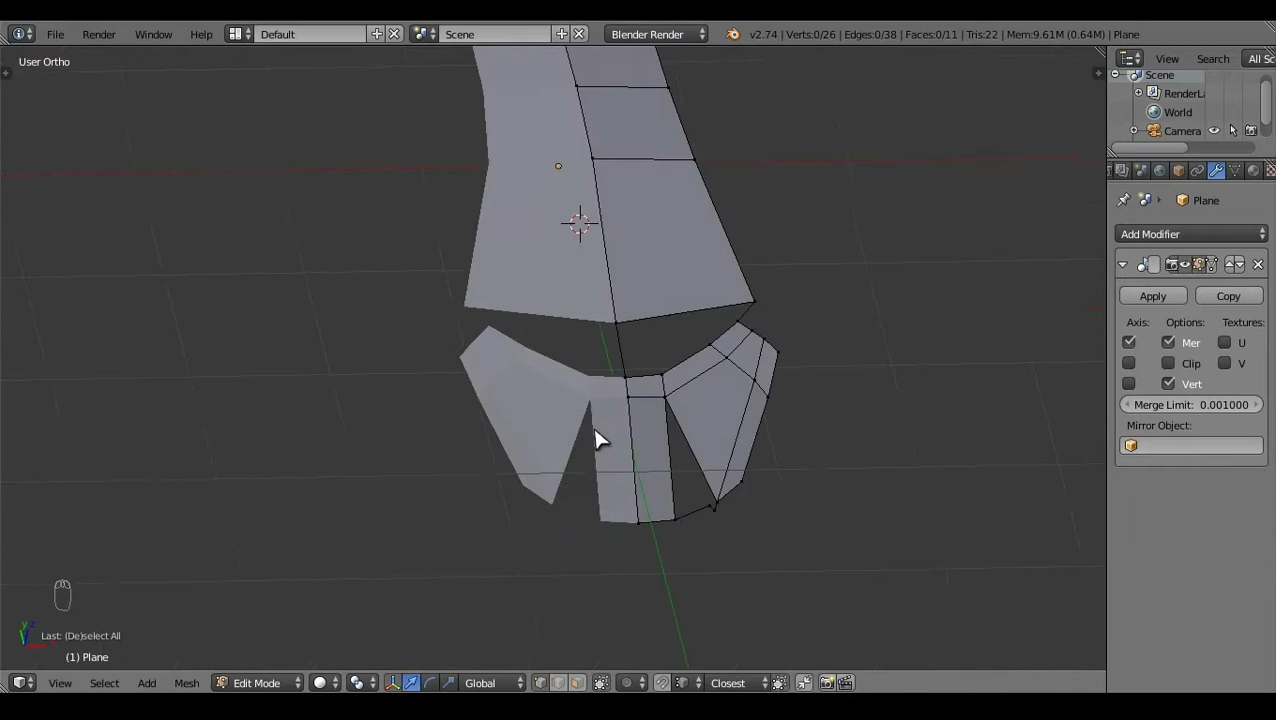 File Render Window Help Default Scene Blender Render v2.74 | Verts:0/26 | Edges:0/38 | Faces:0/11 | Tris:22 | Mem:9.61M (0.64M) | Plane
User Ortho
View Search All Sc
Scene
RenderLa
World
Camera
Plane
Add Modifier
Apply Copy
Axis: Options: Textures:
Mer U
Clip V
Vert
Merge Limit: 0.001000
Mirror Object:
Last: (De)select All
(1) Plane
View Select Add Mesh Edit Mode Global Closest